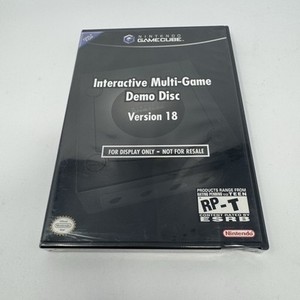 NINTENDO
GAMECUBE
Interactive Multi-Game
Demo Disc
Version 18
FOR DISPLAY ONLY – NOT FOR RESALE
PRODUCTS RANGE FROM
RATING PENDING TO TEEN
RP-T
CONTENT RATED BY
ESRB
Nintendo